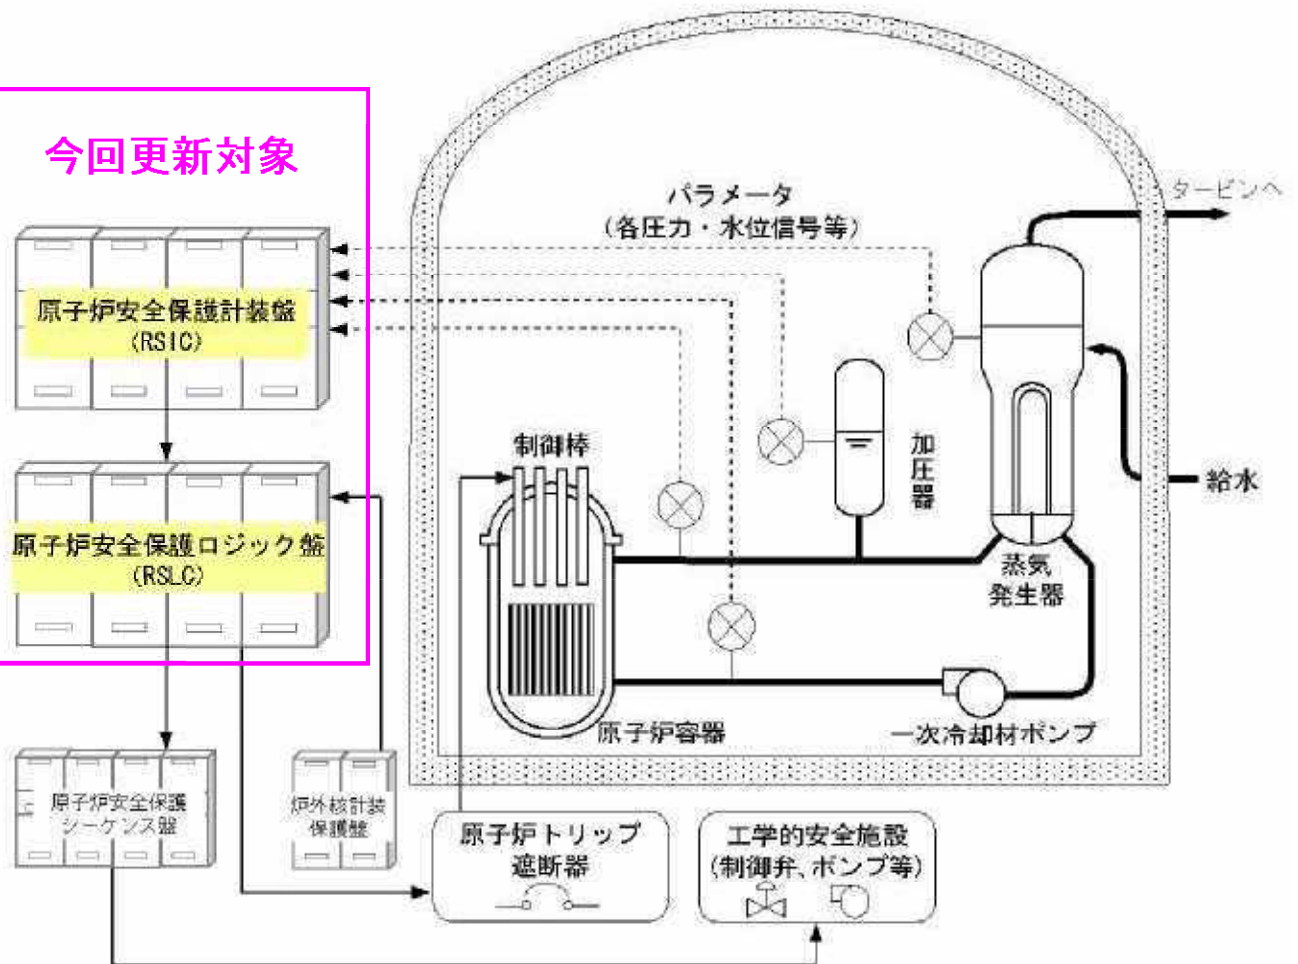 今回更新対象
パラメータ
(各圧力・水位信号等)
タービンへ
原子炉安全保護計装盤
(RSIC)
制御棒
加圧器
給水
原子炉安全保護ロジック盤
(RSLC)
蒸気
発生器
原子炉容器
一次冷却材ポンプ
原子炉安全保護
シーケンス盤
炉外核計装
保護盤
原子炉トリップ
遮断器
工学的安全施設
(制御弁、ポンプ等)